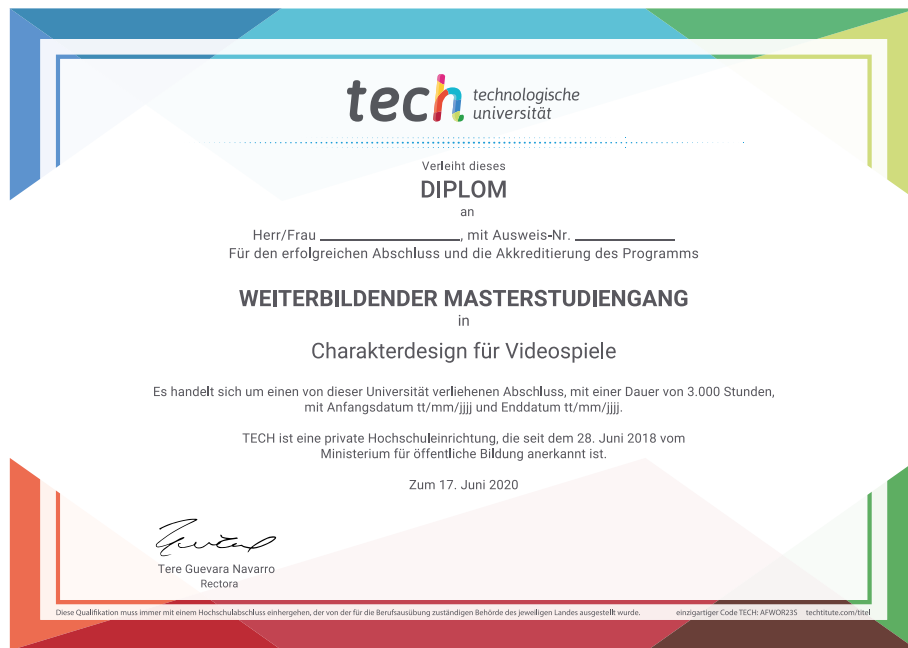 tech technologische
universität
Verleiht dieses
DIPLOM
an
Herr/Frau ____________, mit Ausweis-Nr. ____________
Für den erfolgreichen Abschluss und die Akkreditierung des Programms
WEITERBILDENDER MASTERSTUDIENGANG
in
Charakterdesign für Videospiele
Es handelt sich um einen von dieser Universität verliehenen Abschluss, mit einer Dauer von 3.000 Stunden,
mit Anfangsdatum tt/mm/jjjj und Enddatum tt/mm/jjjj.
TECH ist eine private Hochschuleinrichtung, die seit dem 28. Juni 2018 vom
Ministerium für öffentliche Bildung anerkannt ist.
Zum 17. Juni 2020
Tere Guevara Navarro
Rectora
Diese Qualifikation muss immer mit einem Hochschulabschluss einhergehen, der von der für die Berufsausübung zuständigen Behörde des jeweiligen Landes ausgestellt wurde. einzigartiger Code TECH: AFWOR23S techtitute.com/titel